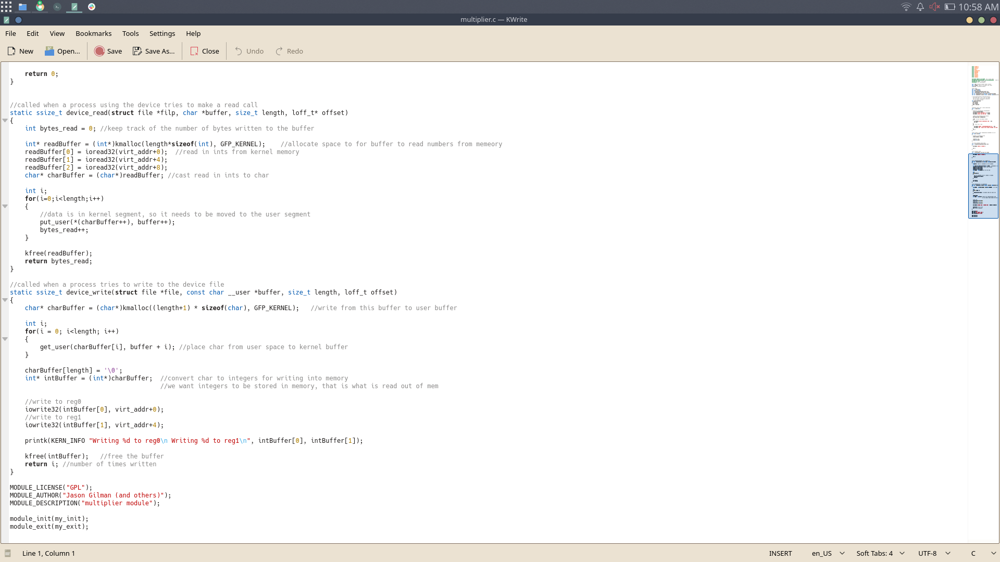 10:58 AM
multiplier.c — KWrite
File Edit View Bookmarks Tools Settings Help
New Open... Save Save As... Close Undo Redo
    return 0;
}
//called when a process using the device tries to make a read call
static ssize_t device_read(struct file *filp, char *buffer, size_t length, loff_t* offset)
{
    int bytes_read = 0; //keep track of the number of bytes written to the buffer
    int* readBuffer = (int*)kmalloc(length*sizeof(int), GFP_KERNEL);    //allocate space to for buffer to read numbers from memeory
    readBuffer[0] = ioread32(virt_addr+0);  //read in ints from kernel memory
    readBuffer[1] = ioread32(virt_addr+4);
    readBuffer[2] = ioread32(virt_addr+8);
    char* charBuffer = (char*)readBuffer; //cast read in ints to char
    int i;
    for(i=0;i<length;i++)
    {
        //data is in kernel segment, so it needs to be moved to the user segment
        put_user(*(charBuffer++), buffer++);
        bytes_read++;
    }
    kfree(readBuffer);
    return bytes_read;
}
//called when a process tries to write to the device file
static ssize_t device_write(struct file *file, const char __user *buffer, size_t length, loff_t offset)
{
    char* charBuffer = (char*)kmalloc((length+1) * sizeof(char), GFP_KERNEL);   //write from this buffer to user buffer
    int i;
    for(i = 0; i<length; i++)
    {
        get_user(charBuffer[i], buffer + i); //place char from user space to kernel buffer
    }
    charBuffer[length] = '\0';
    int* intBuffer = (int*)charBuffer;  //convert char to integers for writing into memory
                                        //we want integers to be stored in memory, that is what is read out of mem
    //write to reg0
    iowrite32(intBuffer[0], virt_addr+0);
    //write to reg1
    iowrite32(intBuffer[1], virt_addr+4);
    printk(KERN_INFO "Writing %d to reg0\n Writing %d to reg1\n", intBuffer[0], intBuffer[1]);
    kfree(intBuffer);   //free the buffer
    return i; //number of times written
}
MODULE_LICENSE("GPL");
MODULE_AUTHOR("Jason Gilman (and others)");
MODULE_DESCRIPTION("multiplier module");
module_init(my_init);
module_exit(my_exit);
Line 1, Column 1 INSERT en_US Soft Tabs: 4 UTF-8 C